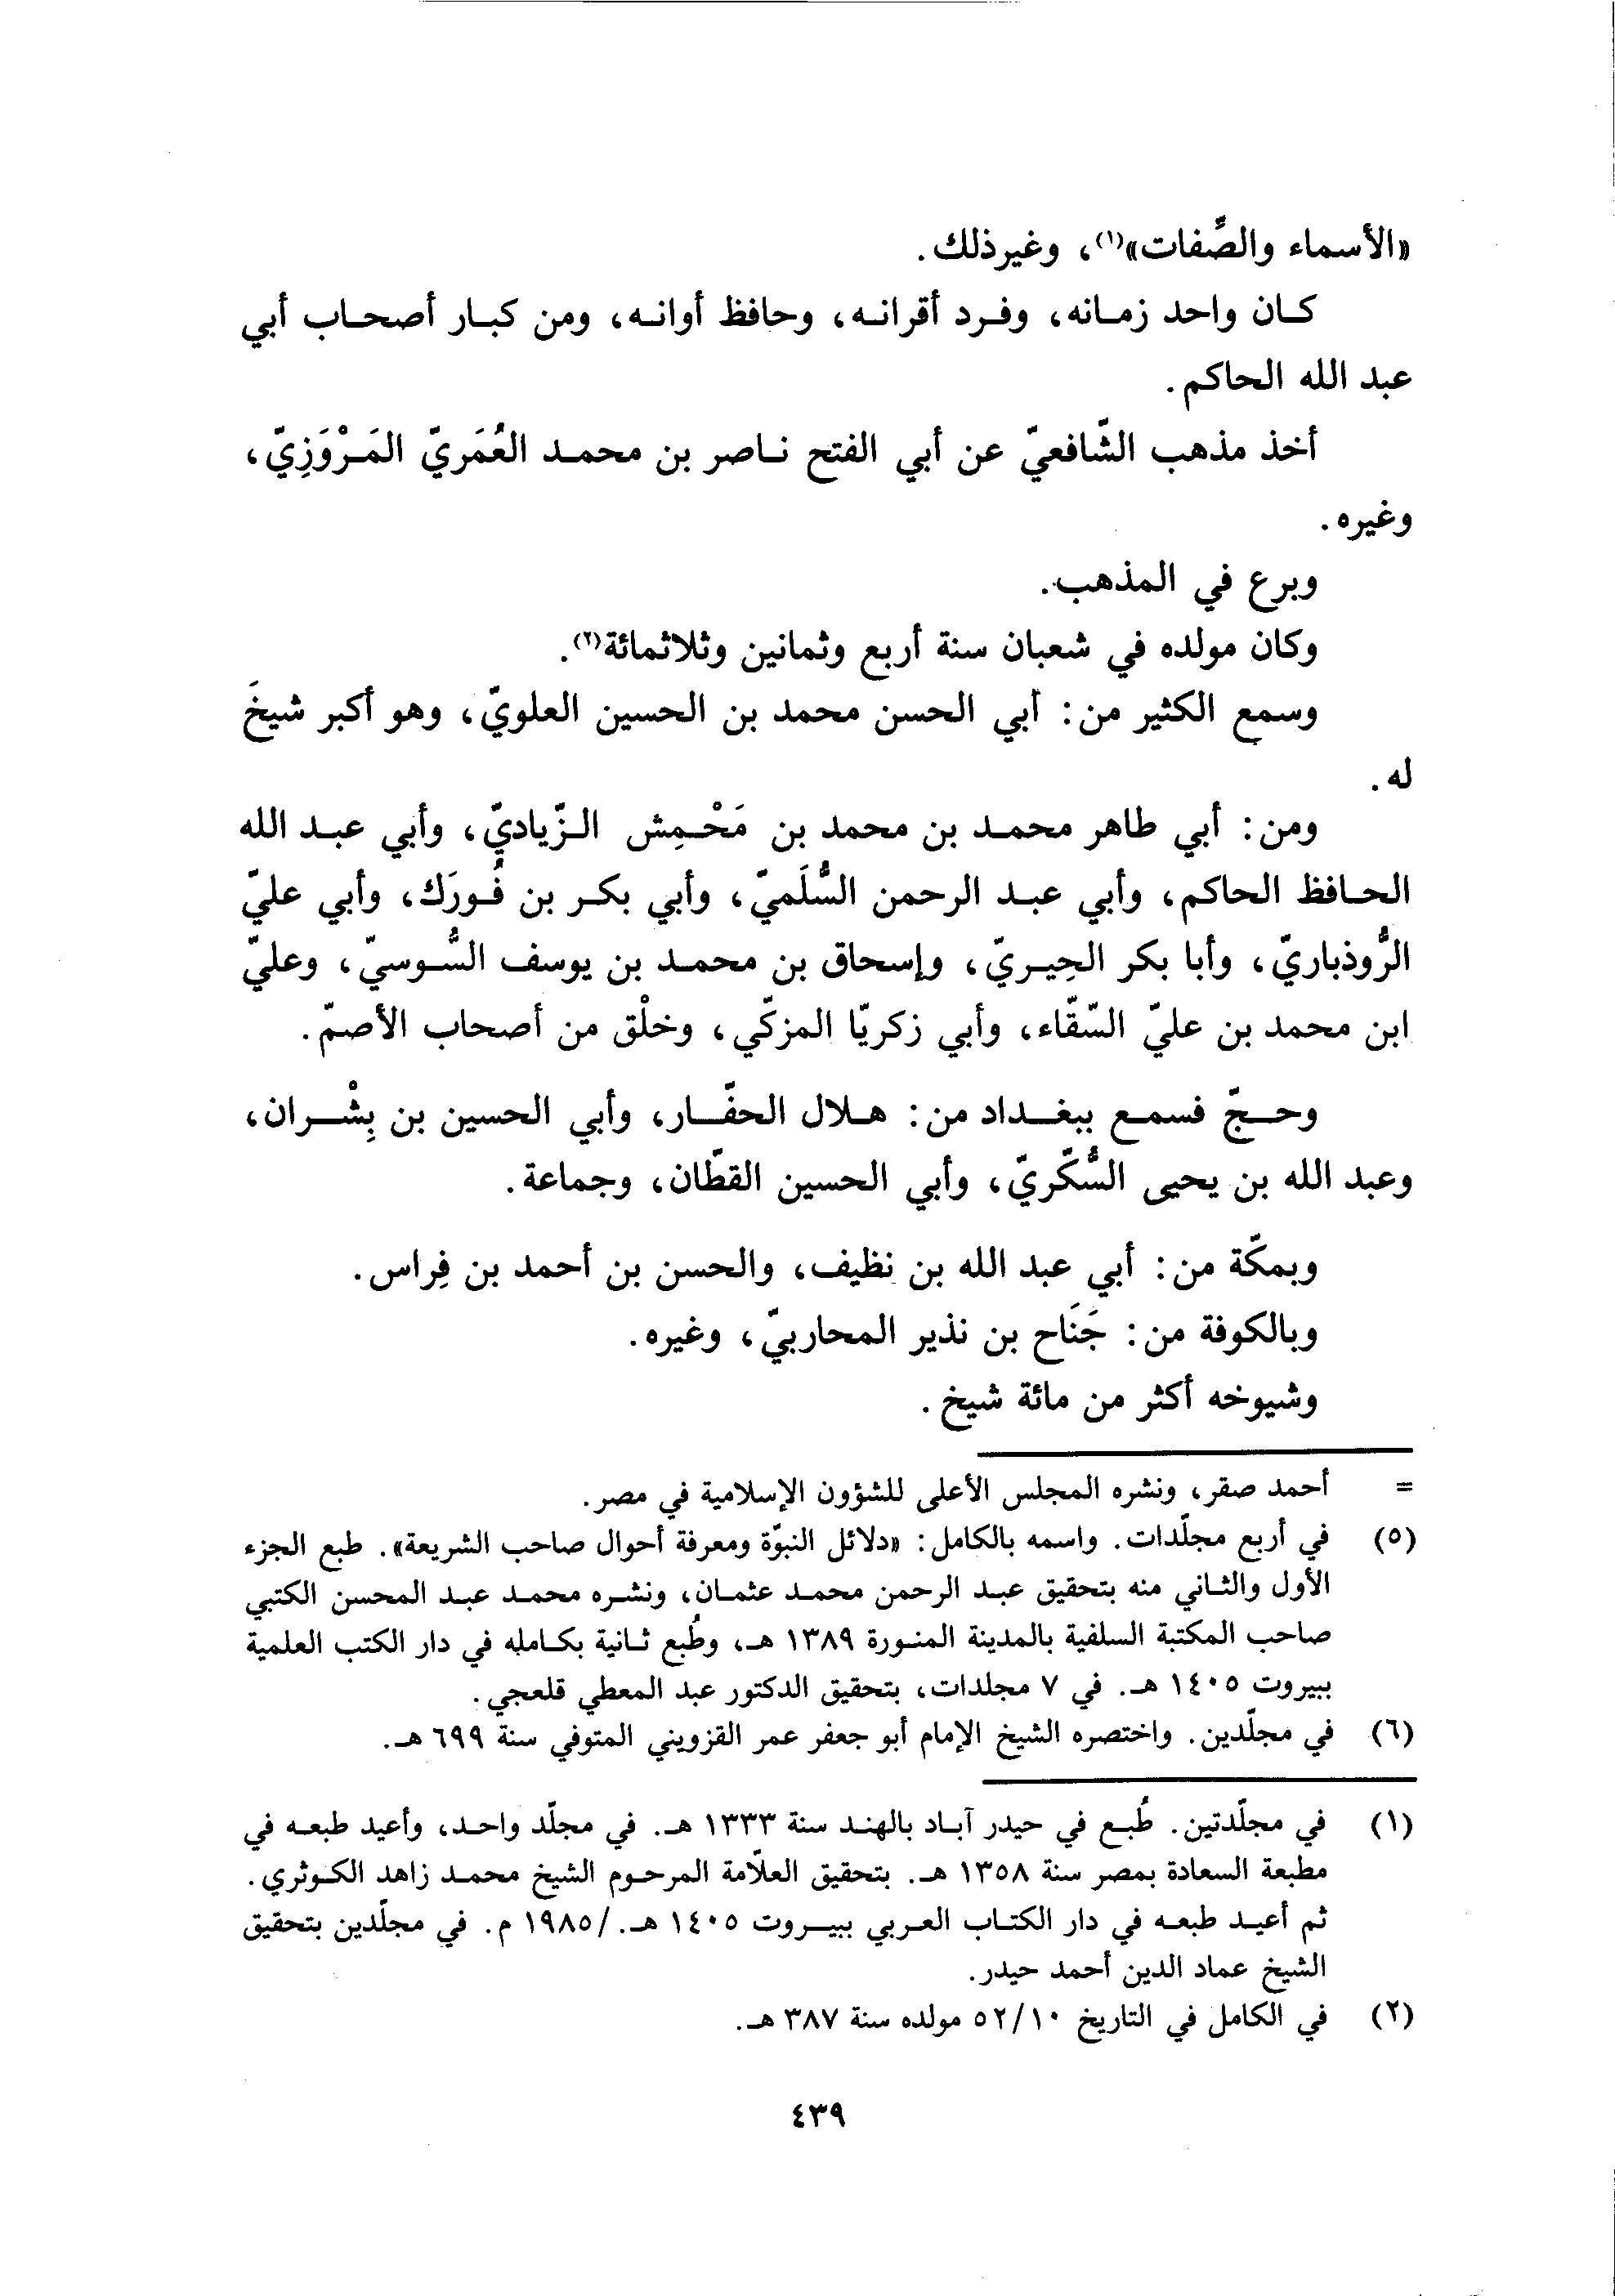 «الأسماء والصِّفات»(١)، وغير ذلك.
كان واحد زمانه، وفرد أقرانه، وحافظ أوانه، ومن كبار أصحاب أبي
عبد الله الحاكم.
أخذ مذهب الشّافعيّ عن أبي الفتح ناصر بن محمد العُمَريّ المَرْوَزِيّ،
وغيره.
وبرع في المذهب.
وكان مولده في شعبان سنة أربع وثمانين وثلاثمائة(٢).
وسمع الكثير من: أبي الحسن محمد بن الحسين العلويّ، وهو أكبر شيخَ
له.
ومن: أبي طاهر محمد بن محمد بن مَحْمِش الزّياديّ، وأبي عبد الله
الحافظ الحاكم، وأبي عبد الرحمن السُّلَميّ، وأبي بكر بن فُورَك، وأبي عليّ
الرُّوذباريّ، وأبا بكر الحِيريّ، وإسحاق بن محمد بن يوسف السُّوسيّ، وعليّ
ابن محمد بن عليّ السّقّاء، وأبي زكريّا المزكّي، وخلْق من أصحاب الأصمّ.
وحجّ فسمع ببغداد من: هلال الحفّار، وأبي الحسين بن بِشْران،
وعبد الله بن يحيى السُّكّريّ، وأبي الحسين القطّان، وجماعة.
وبمكّة من: أبي عبد الله بن نظيف، والحسن بن أحمد بن فِراس.
وبالكوفة من: جَنَاح بن نذير المحاربيّ، وغيره.
وشيوخه أكثر من مائة شيخ.
= أحمد صقر، ونشره المجلس الأعلى للشؤون الإسلامية في مصر.
(٥) في أربع مجلّدات. واسمه بالكامل: «دلائل النبوّة ومعرفة أحوال صاحب الشريعة». طبع الجزء
الأول والثاني منه بتحقيق عبد الرحمن محمد عثمان، ونشره محمد عبد المحسن الكتبي
صاحب المكتبة السلفية بالمدينة المنورة ١٣٨٩ هـ، وطُبع ثانية بكامله في دار الكتب العلمية
ببيروت ١٤٠٥ هـ. في ٧ مجلدات، بتحقيق الدكتور عبد المعطي قلعجي.
(٦) في مجلّدين. واختصره الشيخ الإمام أبو جعفر عمر القزويني المتوفي سنة ٦٩٩ هـ.
(١) في مجلّدتين. طُبع في حيدر آباد بالهند سنة ١٣٣٣ هـ. في مجلّد واحد، وأعيد طبعه في
مطبعة السعادة بمصر سنة ١٣٥٨ هـ. بتحقيق العلاّمة المرحوم الشيخ محمد زاهد الكوثري.
ثم أعيد طبعه في دار الكتاب العربي ببيروت ١٤٠٥ هـ./١٩٨٥ م. في مجلّدين بتحقيق
الشيخ عماد الدين أحمد حيدر.
(٢) في الكامل في التاريخ ٥٢/١٠ مولده سنة ٣٨٧ هـ.
٤٣٩